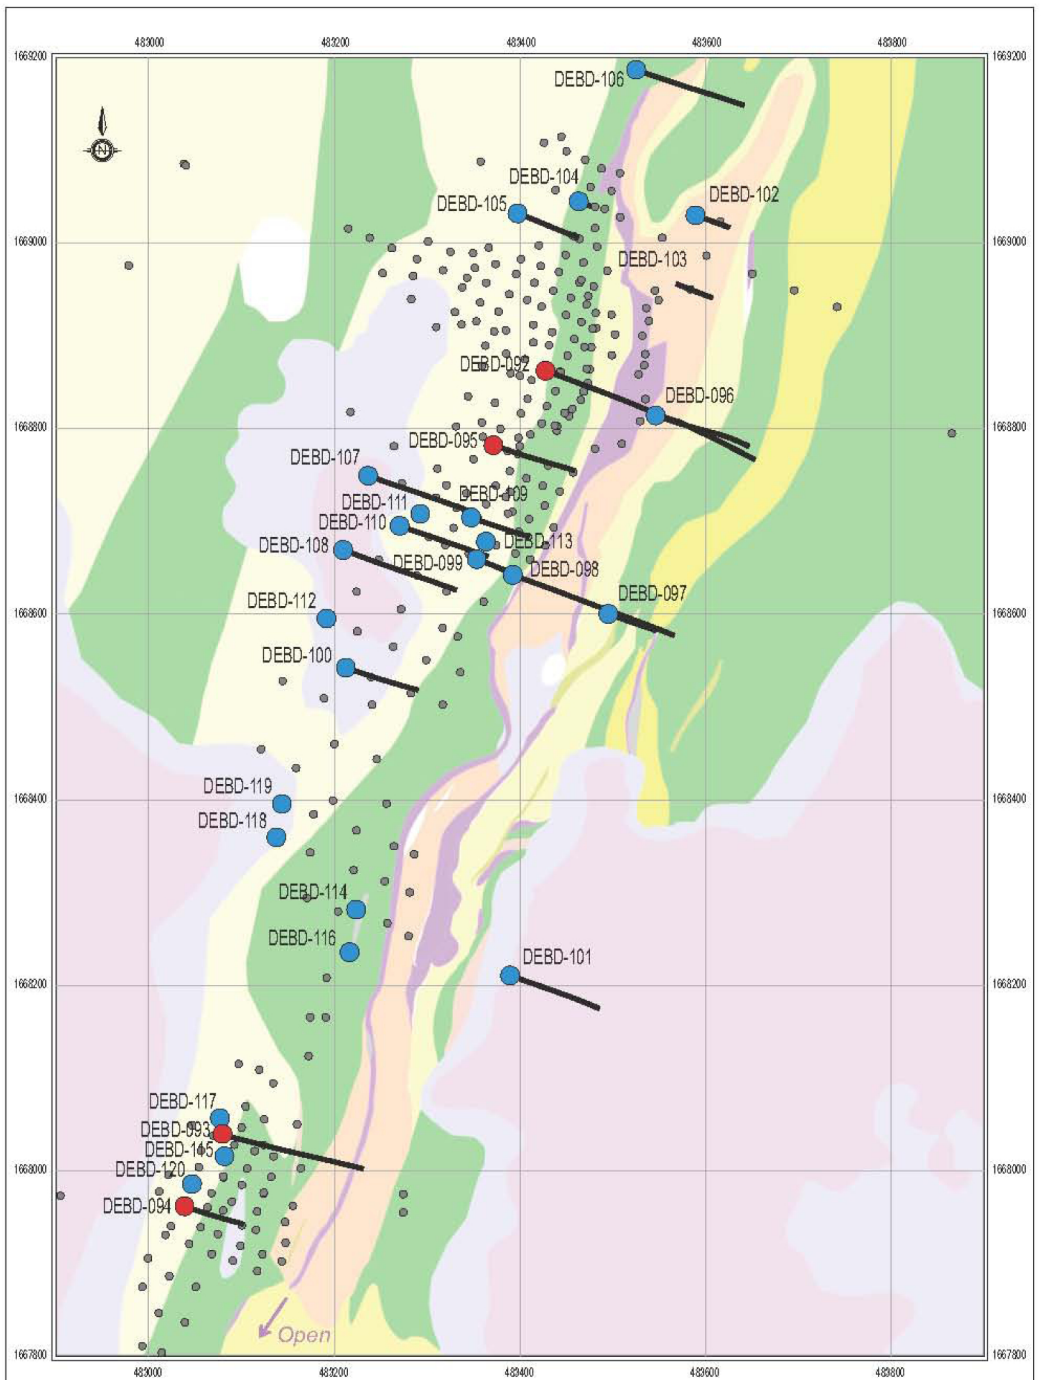 483000 483200 483400 483600 483800
1669200 1669200
DEBD-106
N
DEBD-104
DEBD-102
DEBD-105
1669000 1669000
DEBD-103
DEBD-092
DEBD-096
1668800 1668800
DEBD-095
DEBD-107
DEBD-109
DEBD-111
DEBD-110
DEBD-113
DEBD-108
DEBD-099
DEBD-098
DEBD-097
DEBD-112
1668600 1668600
DEBD-100
DEBD-119
1668400 1668400
DEBD-118
DEBD-114
DEBD-116
DEBD-101
1668200 1668200
DEBD-117
DEBD-093
DEBD-115
DEBD-120
1668000 1668000
DEBD-094
Open
1667800 1667800
483000 483200 483400 483600 483800